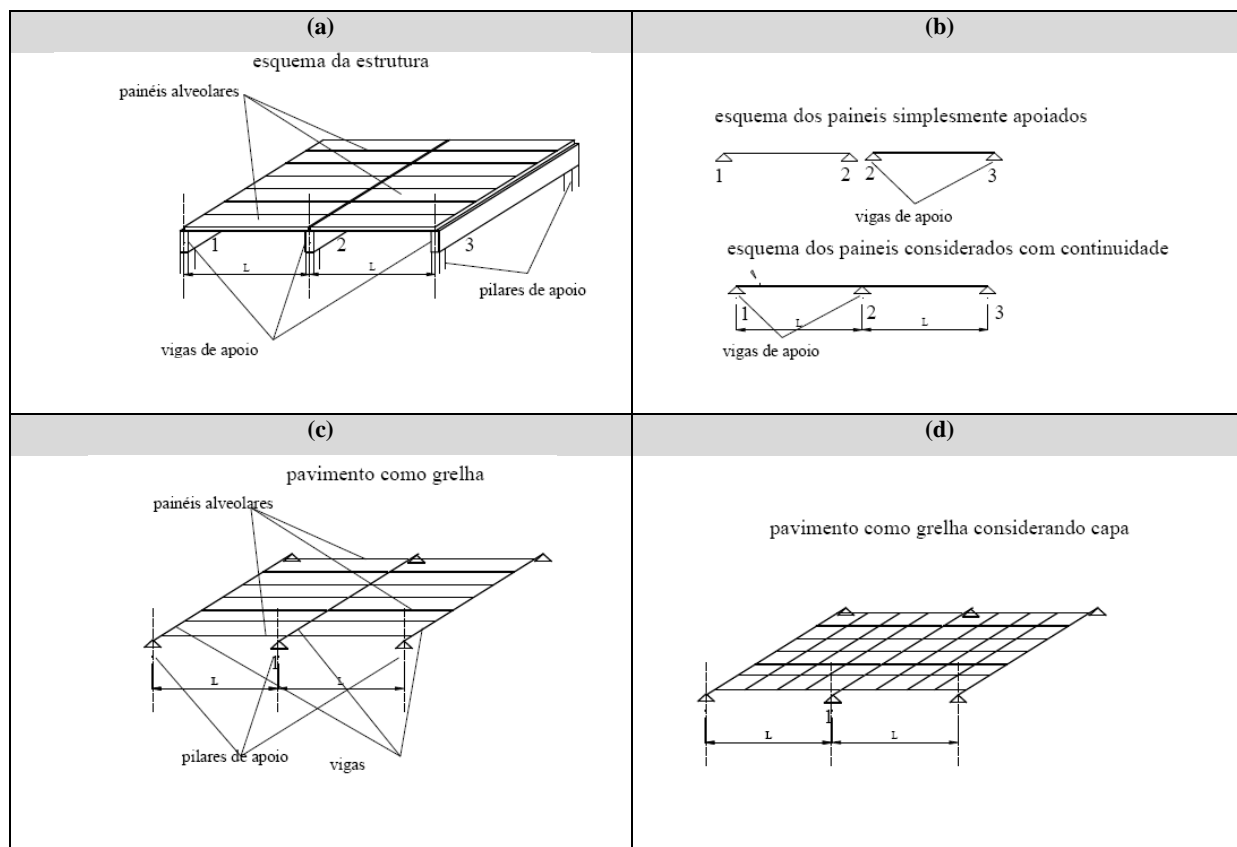 (a)
esquema da estrutura
painéis alveolares
1
2
3
L
L
pilares de apoio
vigas de apoio
(b)
esquema dos paineis simplesmente apoiados
1
2
2
3
vigas de apoio
esquema dos paineis considerados com continuidade
1
2
3
L
L
vigas de apoio
(c)
pavimento como grelha
painéis alveolares
1
L
L
pilares de apoio
vigas
(d)
pavimento como grelha considerando capa
1
L
L